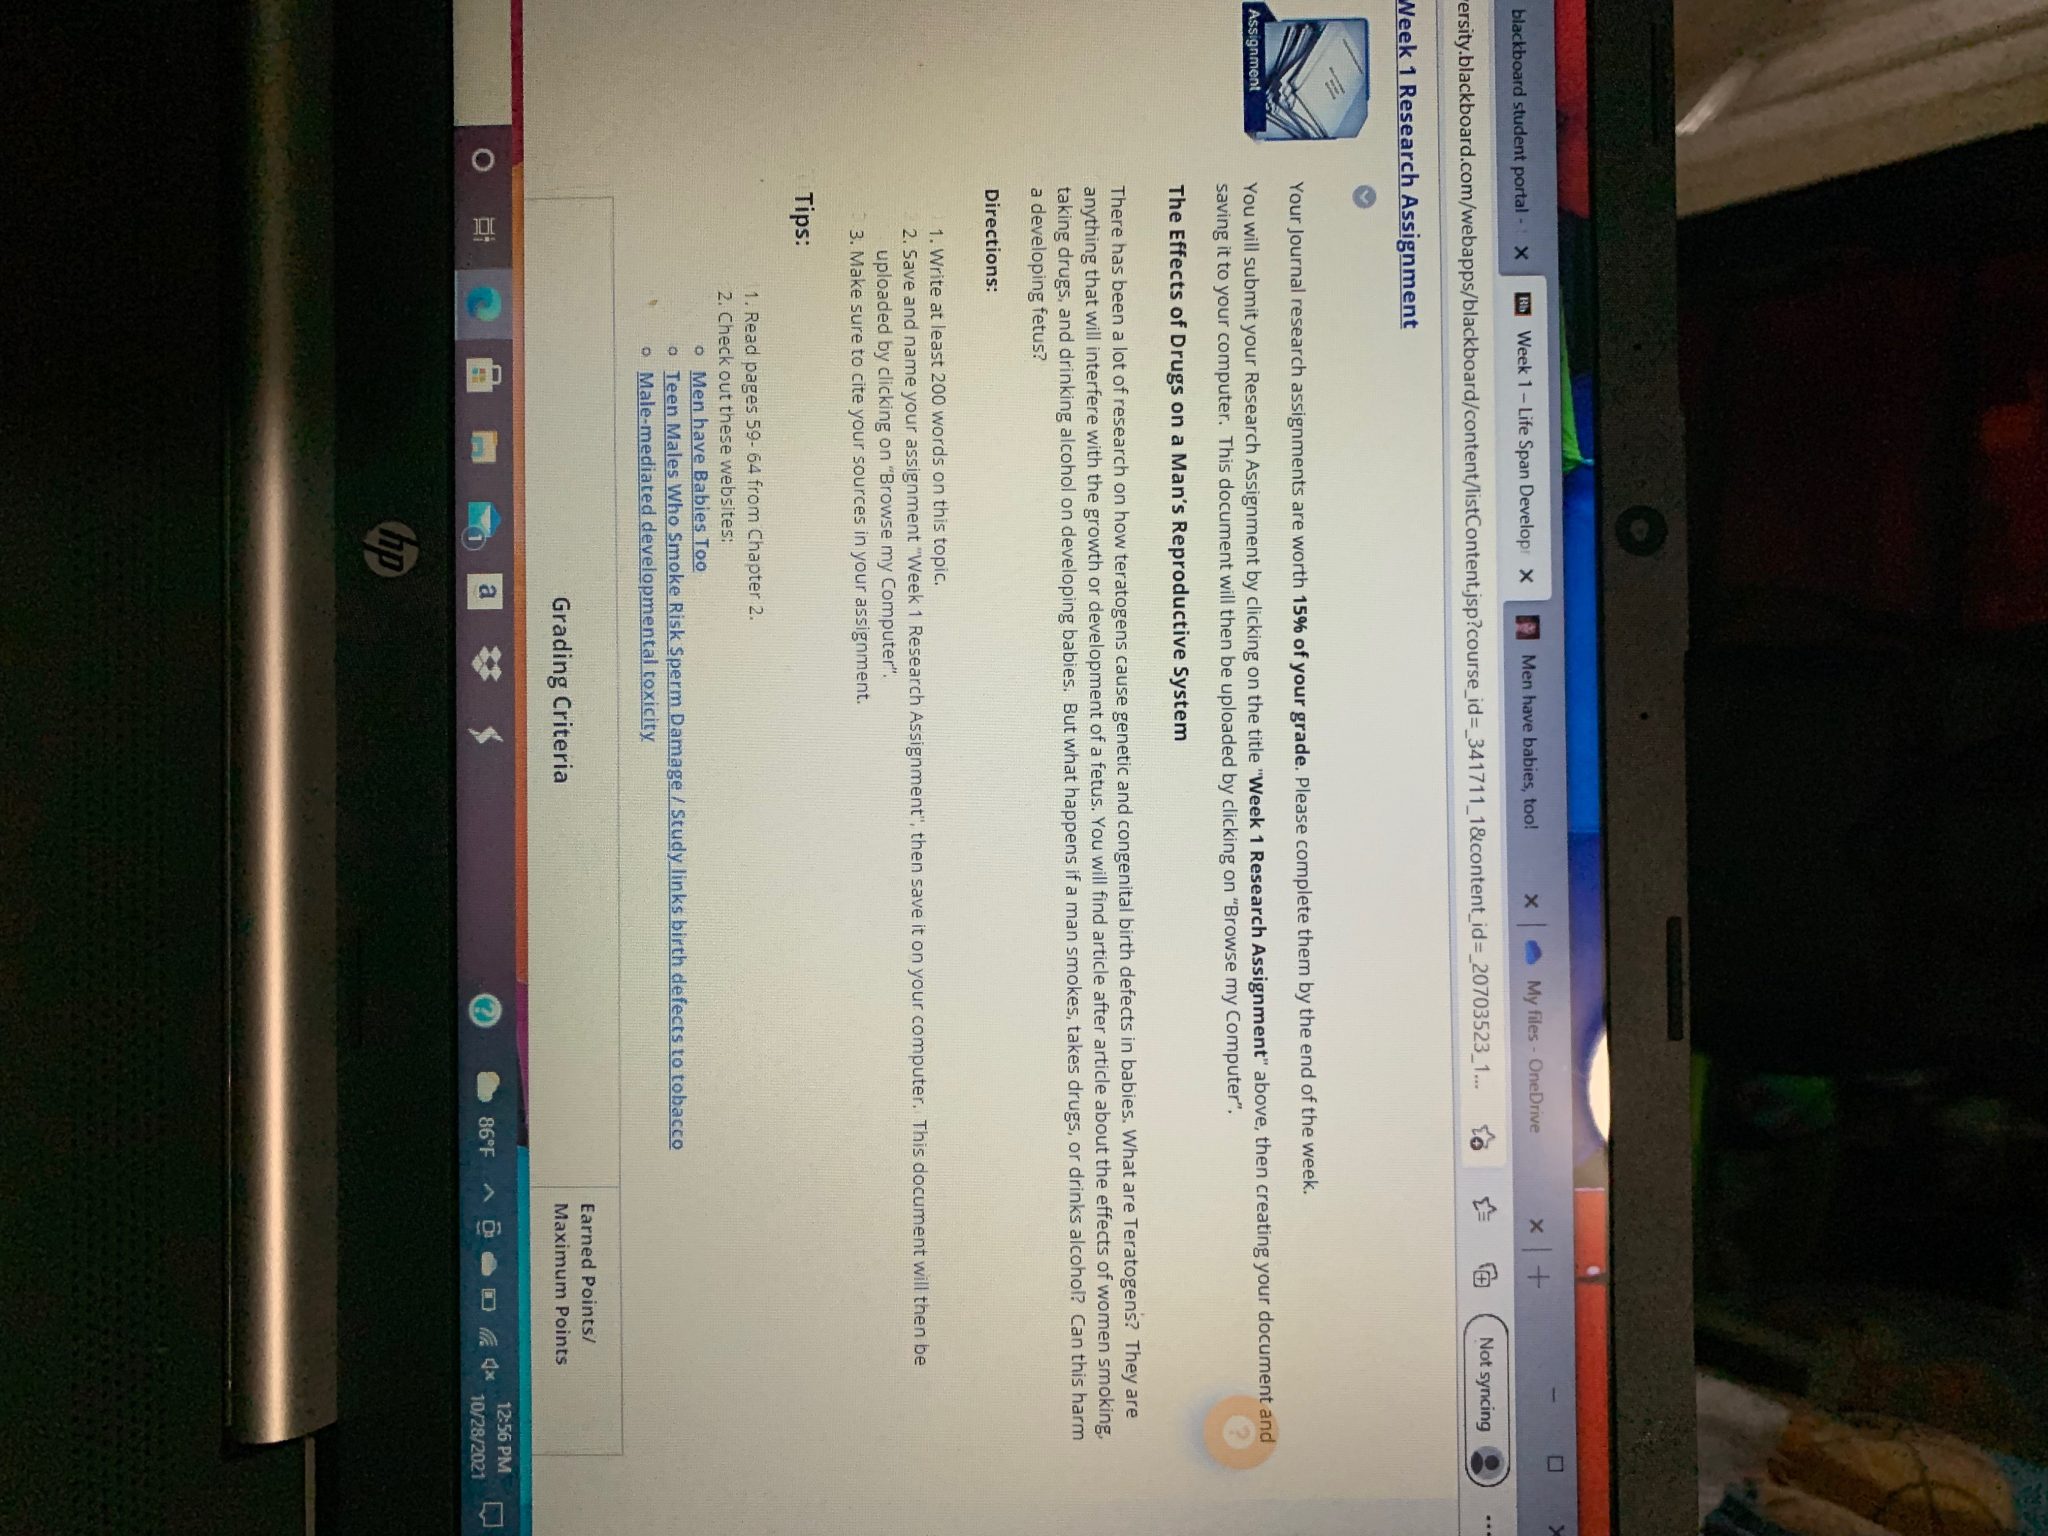 blackboard student portal -
Week 1 – Life Span Develop
Men have babies, too!
My files - OneDrive
ersity.blackboard.com/webapps/blackboard/content/listContent.jsp?course_id=_341711_1&content_id=_20703523_1...
Not syncing
Week 1 Research Assignment
Assignment
Your Journal research assignments are worth 15% of your grade. Please complete them by the end of the week.
You will submit your Research Assignment by clicking on the title "Week 1 Research Assignment" above, then creating your document and
saving it to your computer. This document will then be uploaded by clicking on "Browse my Computer".
The Effects of Drugs on a Man's Reproductive System
There has been a lot of research on how teratogens cause genetic and congenital birth defects in babies. What are Teratogens? They are
anything that will interfere with the growth or development of a fetus. You will find article after article about the effects of women smoking,
taking drugs, and drinking alcohol on developing babies. But what happens if a man smokes, takes drugs, or drinks alcohol? Can this harm
a developing fetus?
Directions:
1. Write at least 200 words on this topic.
2. Save and name your assignment "Week 1 Research Assignment", then save it on your computer. This document will then be
uploaded by clicking on "Browse my Computer".
3. Make sure to cite your sources in your assignment.
Tips:
1. Read pages 59- 64 from Chapter 2.
2. Check out these websites:
Men have Babies Too
Teen Males Who Smoke Risk Sperm Damage / Study links birth defects to tobacco
Male-mediated developmental toxicity
Grading Criteria
Earned Points/
Maximum Points
86°F
12:56 PM
10/28/2021
hp